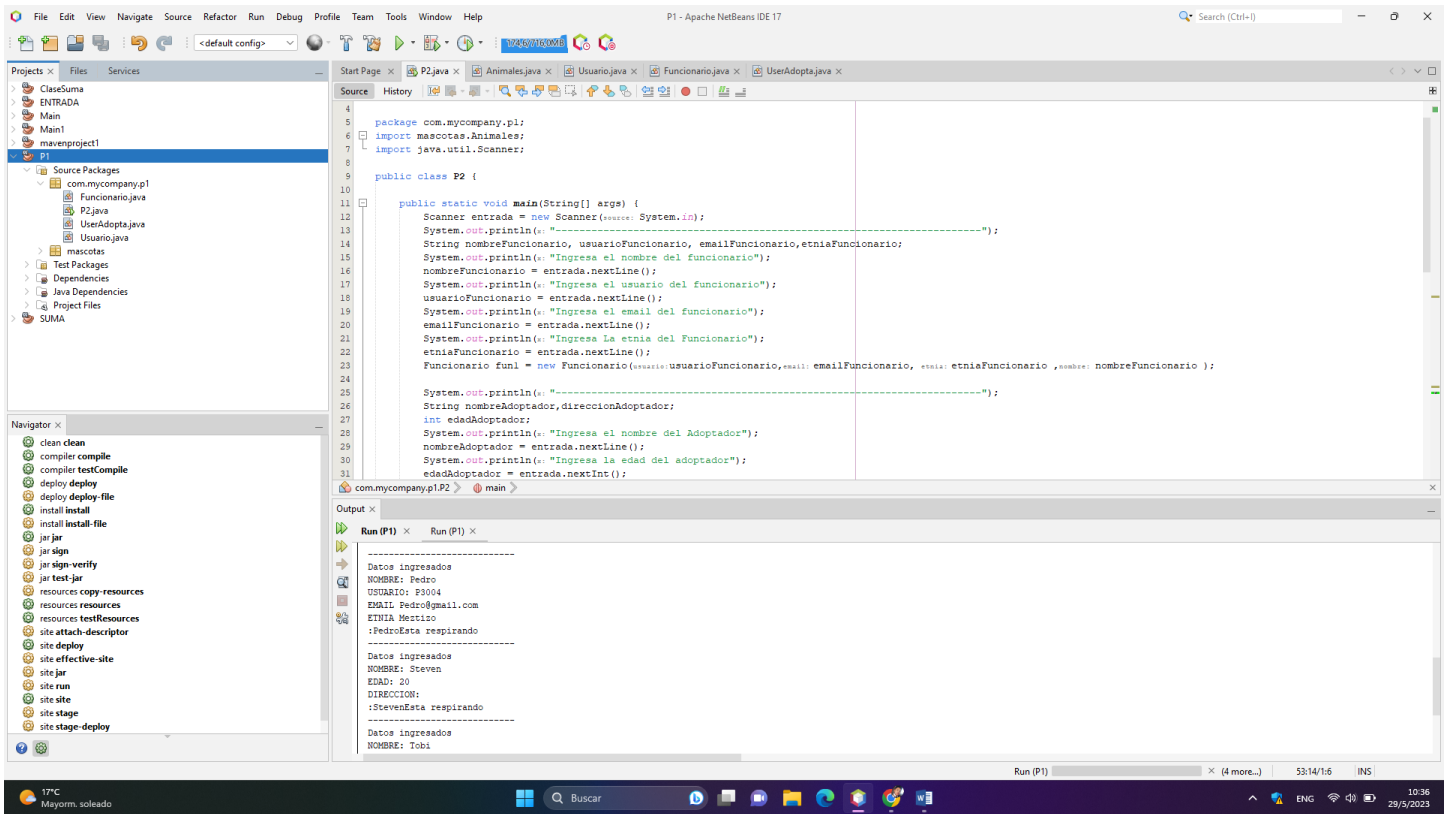 File Edit View Navigate Source Refactor Run Debug Profile Team Tools Window Help
P1 - Apache NetBeans IDE 17
Search (Ctrl+I)
<default config>
Projects
Files
Services
ClaseSuma
ENTRADA
Main
Main1
mavenproject1
P1
Source Packages
com.mycompany.p1
Funcionario.java
P2.java
UserAdopta.java
Usuario.java
mascotas
Test Packages
Dependencies
Java Dependencies
Project Files
SUMA
Navigator
clean clean
compiler compile
compiler testCompile
deploy deploy
deploy deploy-file
install install
install install-file
jar jar
jar sign
jar sign-verify
jar test-jar
resources copy-resources
resources resources
resources testResources
site attach-descriptor
site deploy
site effective-site
site jar
site run
site site
site stage
site stage-deploy
Start Page
P2.java
Animales.java
Usuario.java
Funcionario.java
UserAdopta.java
Source
History
4
5 package com.mycompany.p1;
6 import mascotas.Animales;
7 import java.util.Scanner;
8
9 public class P2 {
10
11 public static void main(String[] args) {
12 Scanner entrada = new Scanner(source: System.in);
13 System.out.println(x: "-----------------------------------------------------------------------");
14 String nombreFuncionario, usuarioFuncionario, emailFuncionario,etniaFuncionario;
15 System.out.println(x: "Ingresa el nombre del funcionario");
16 nombreFuncionario = entrada.nextLine();
17 System.out.println(x: "Ingresa el usuario del funcionario");
18 usuarioFuncionario = entrada.nextLine();
19 System.out.println(x: "Ingresa el email del funcionario");
20 emailFuncionario = entrada.nextLine();
21 System.out.println(x: "Ingresa La etnia del Funcionario");
22 etniaFuncionario = entrada.nextLine();
23 Funcionario fun1 = new Funcionario(usuario:usuarioFuncionario,email: emailFuncionario, etnia: etniaFuncionario ,nombre: nombreFuncionario );
24
25 System.out.println(x: "-----------------------------------------------------------------------");
26 String nombreAdoptador,direccionAdoptador;
27 int edadAdoptador;
28 System.out.println(x: "Ingresa el nombre del Adoptador");
29 nombreAdoptador = entrada.nextLine();
30 System.out.println(x: "Ingresa la edad del adoptador");
31 edadAdoptador = entrada.nextInt();
com.mycompany.p1.P2
main
Output
Run (P1)
Run (P1)
----------------------------
Datos ingresados
NOMBRE: Pedro
USUARIO: P3004
EMAIL Pedro@gmail.com
ETNIA Meztizo
:PedroEsta respirando
----------------------------
Datos ingresados
NOMBRE: Steven
EDAD: 20
DIRECCION:
:StevenEsta respirando
----------------------------
Datos ingresados
NOMBRE: Tobi
Run (P1)
(4 more...)
53:14/1:6
INS
17°C
Mayorm. soleado
Buscar
ENG
10:36
29/5/2023